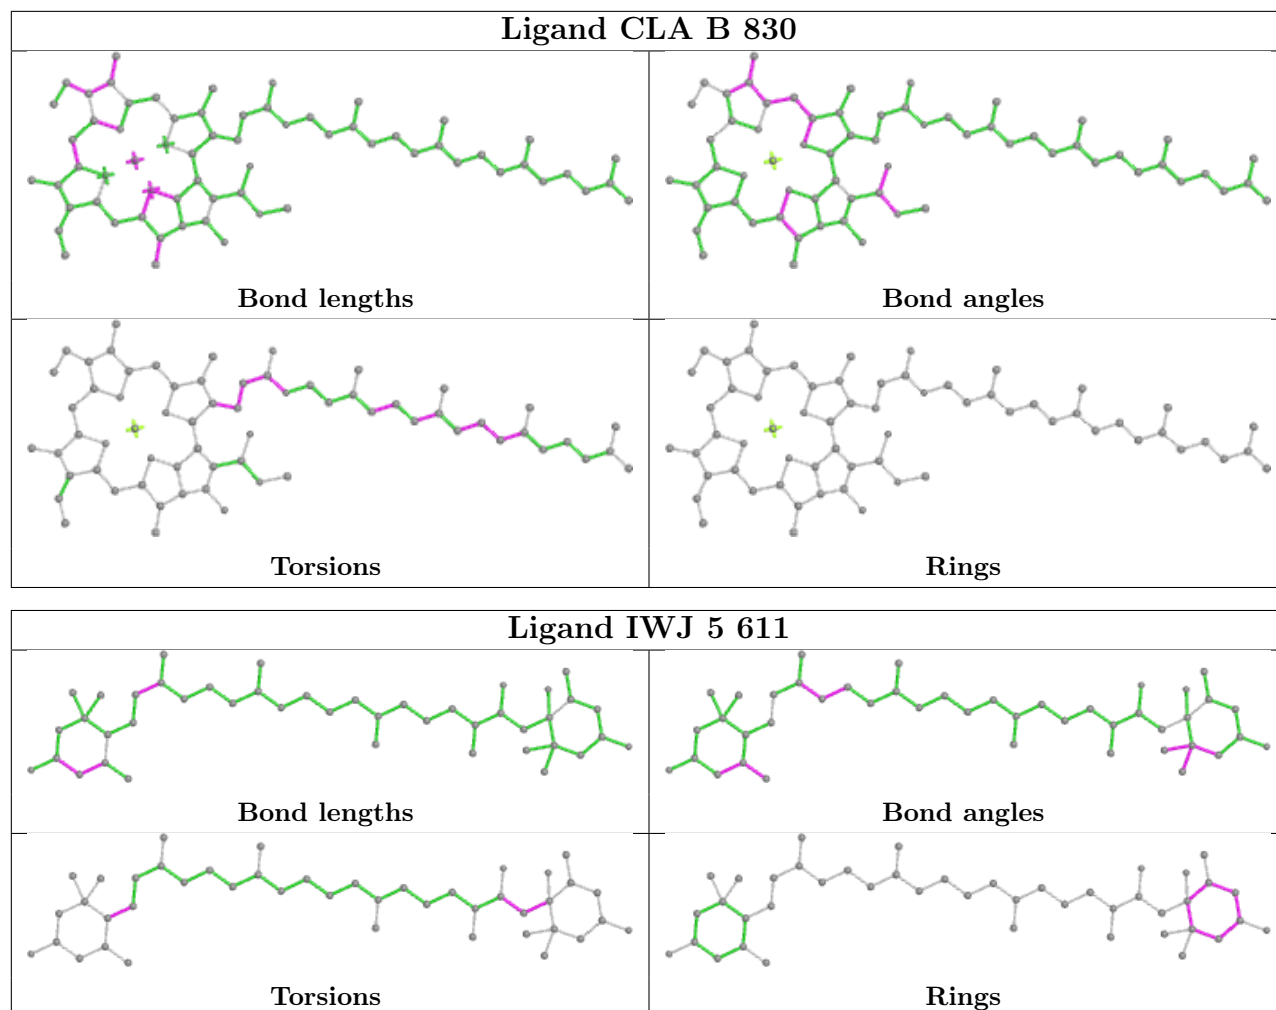 Ligand CLA B 830
Bond lengths
Bond angles
Torsions
Rings
Ligand IWJ 5 611
Bond lengths
Bond angles
Torsions
Rings